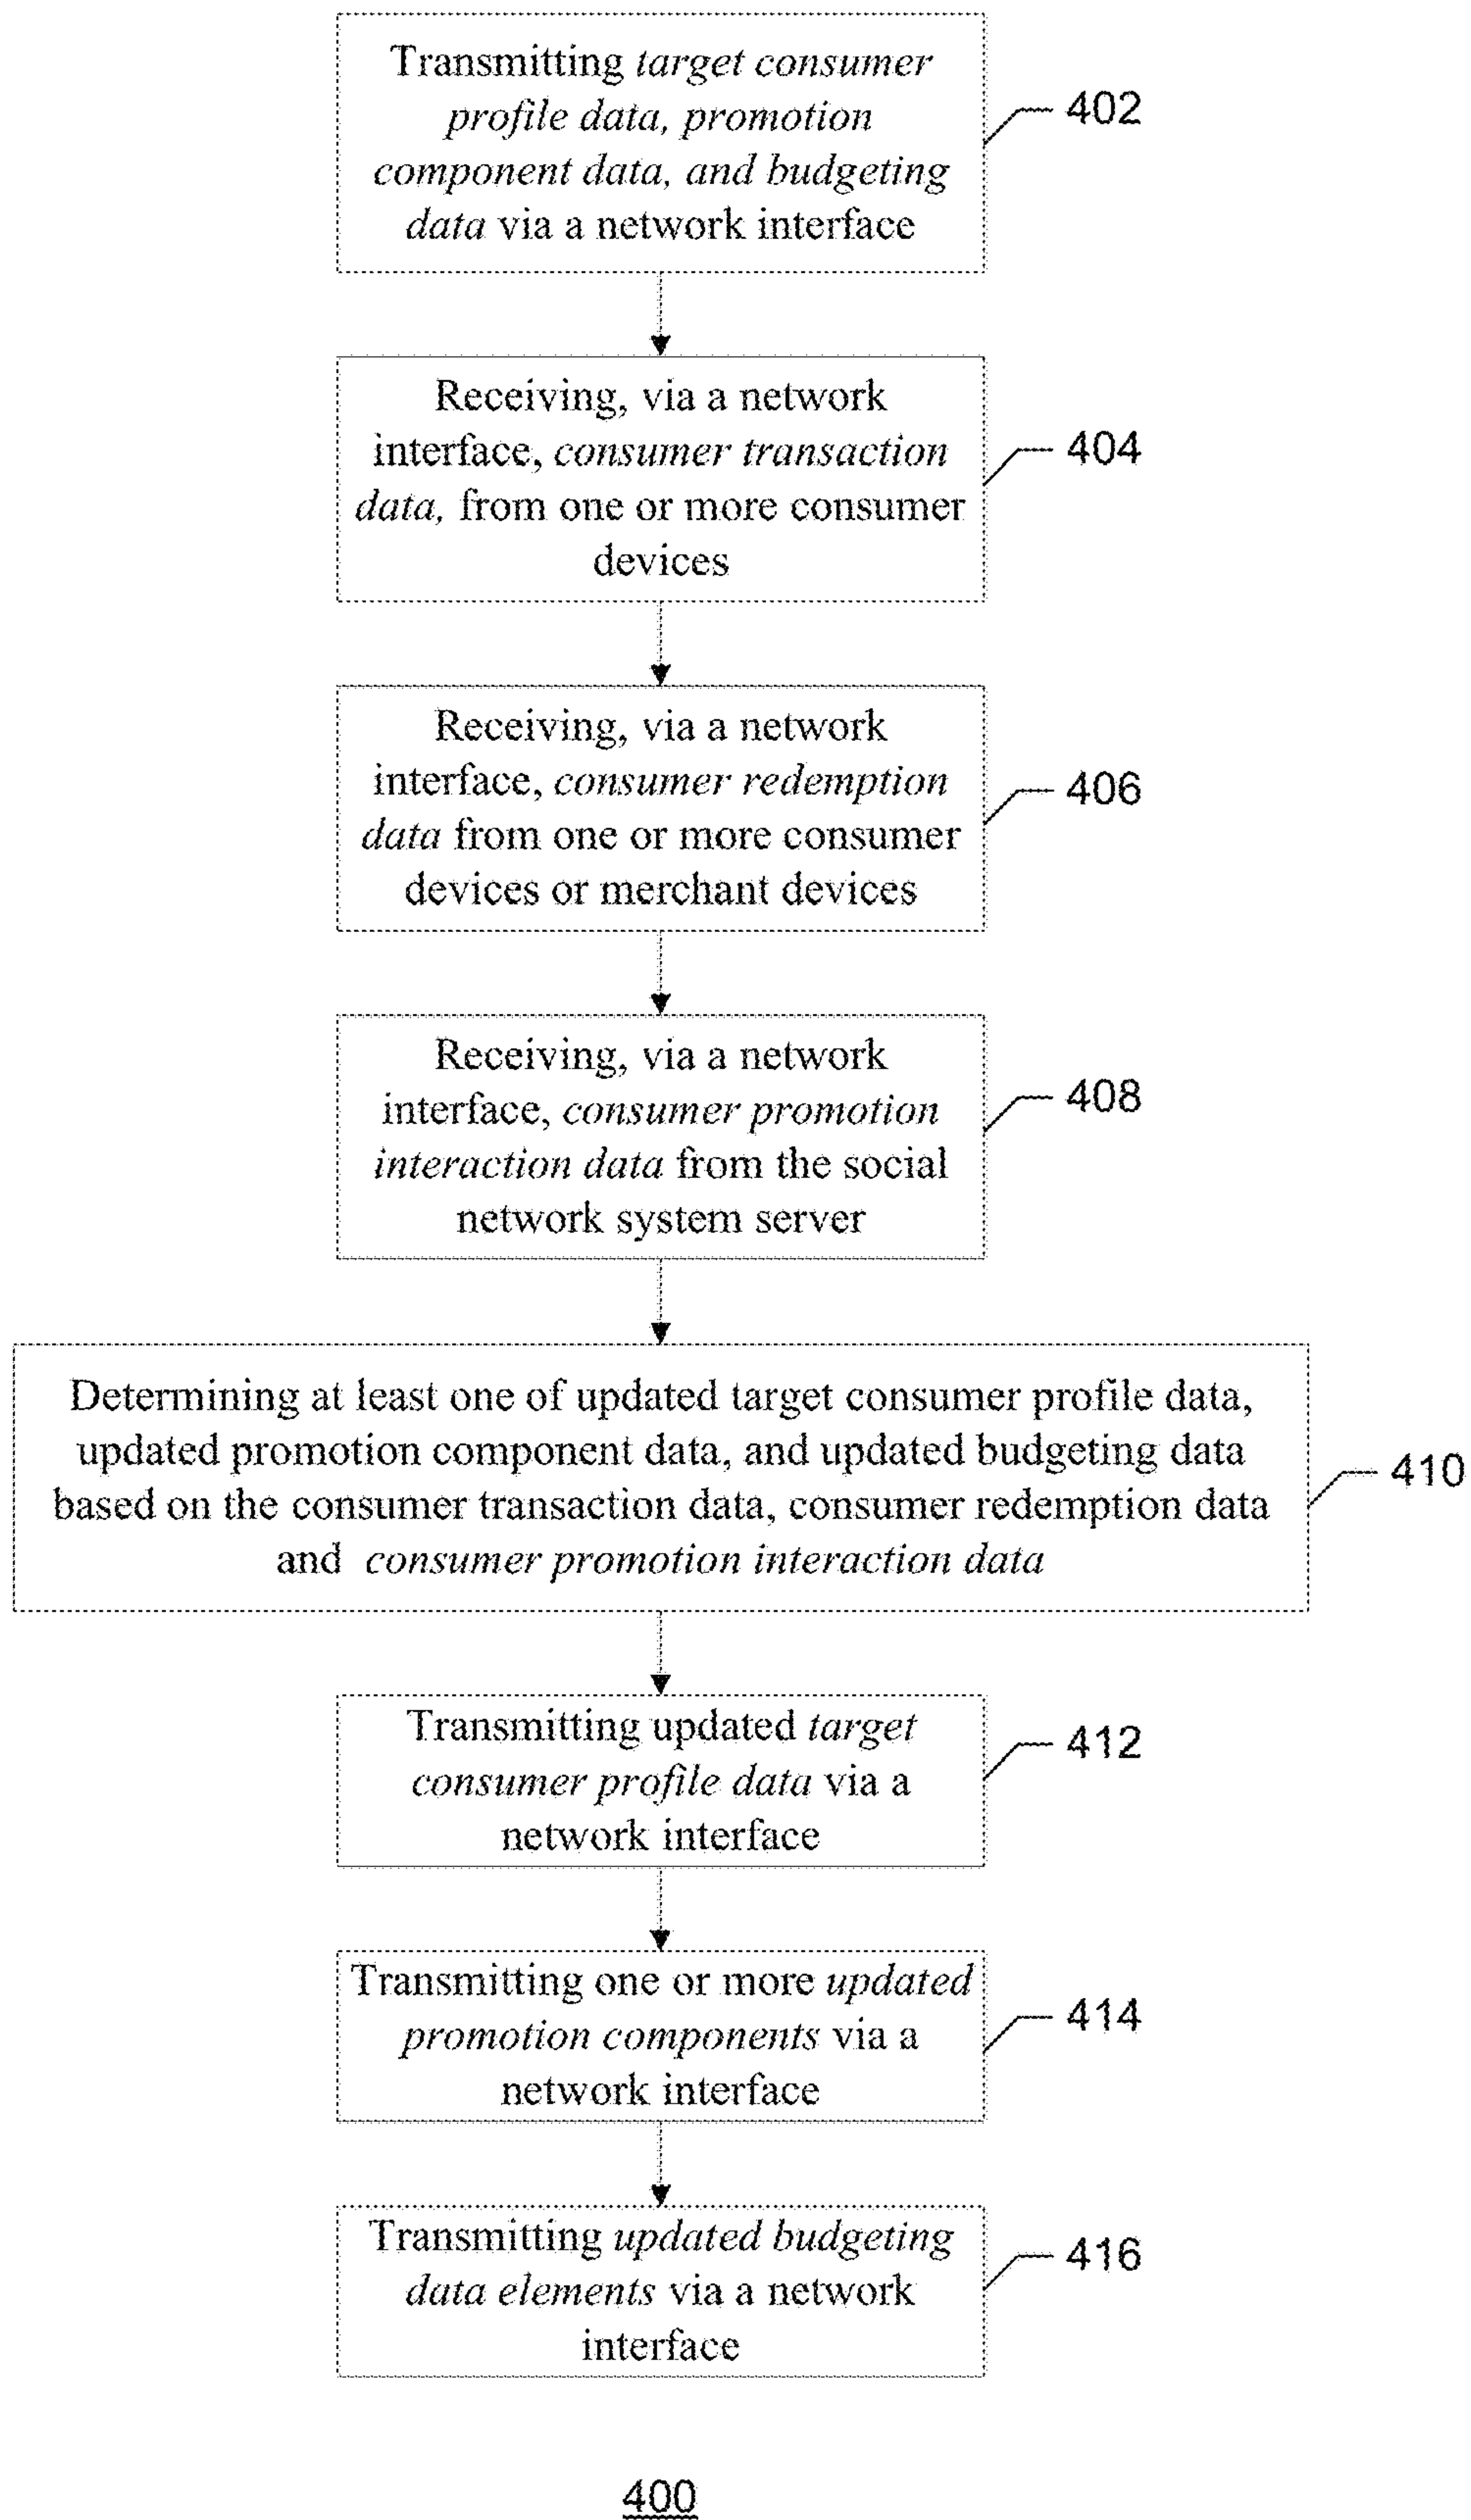 Transmitting target consumer
profile data, promotion
component data, and budgeting
data via a network interface
402
Receiving, via a network
interface, consumer transaction
data, from one or more consumer
devices
404
Receiving, via a network
interface, consumer redemption
data from one or more consumer
devices or merchant devices
406
Receiving, via a network
interface, consumer promotion
interaction data from the social
network system server
408
Determining at least one of updated target consumer profile data,
updated promotion component data, and updated budgeting data
based on the consumer transaction data, consumer redemption data
and consumer promotion interaction data
410
Transmitting updated target
consumer profile data via a
network interface
412
Transmitting one or more updated
promotion components via a
network interface
414
Transmitting updated budgeting
data elements via a network
interface
416
400